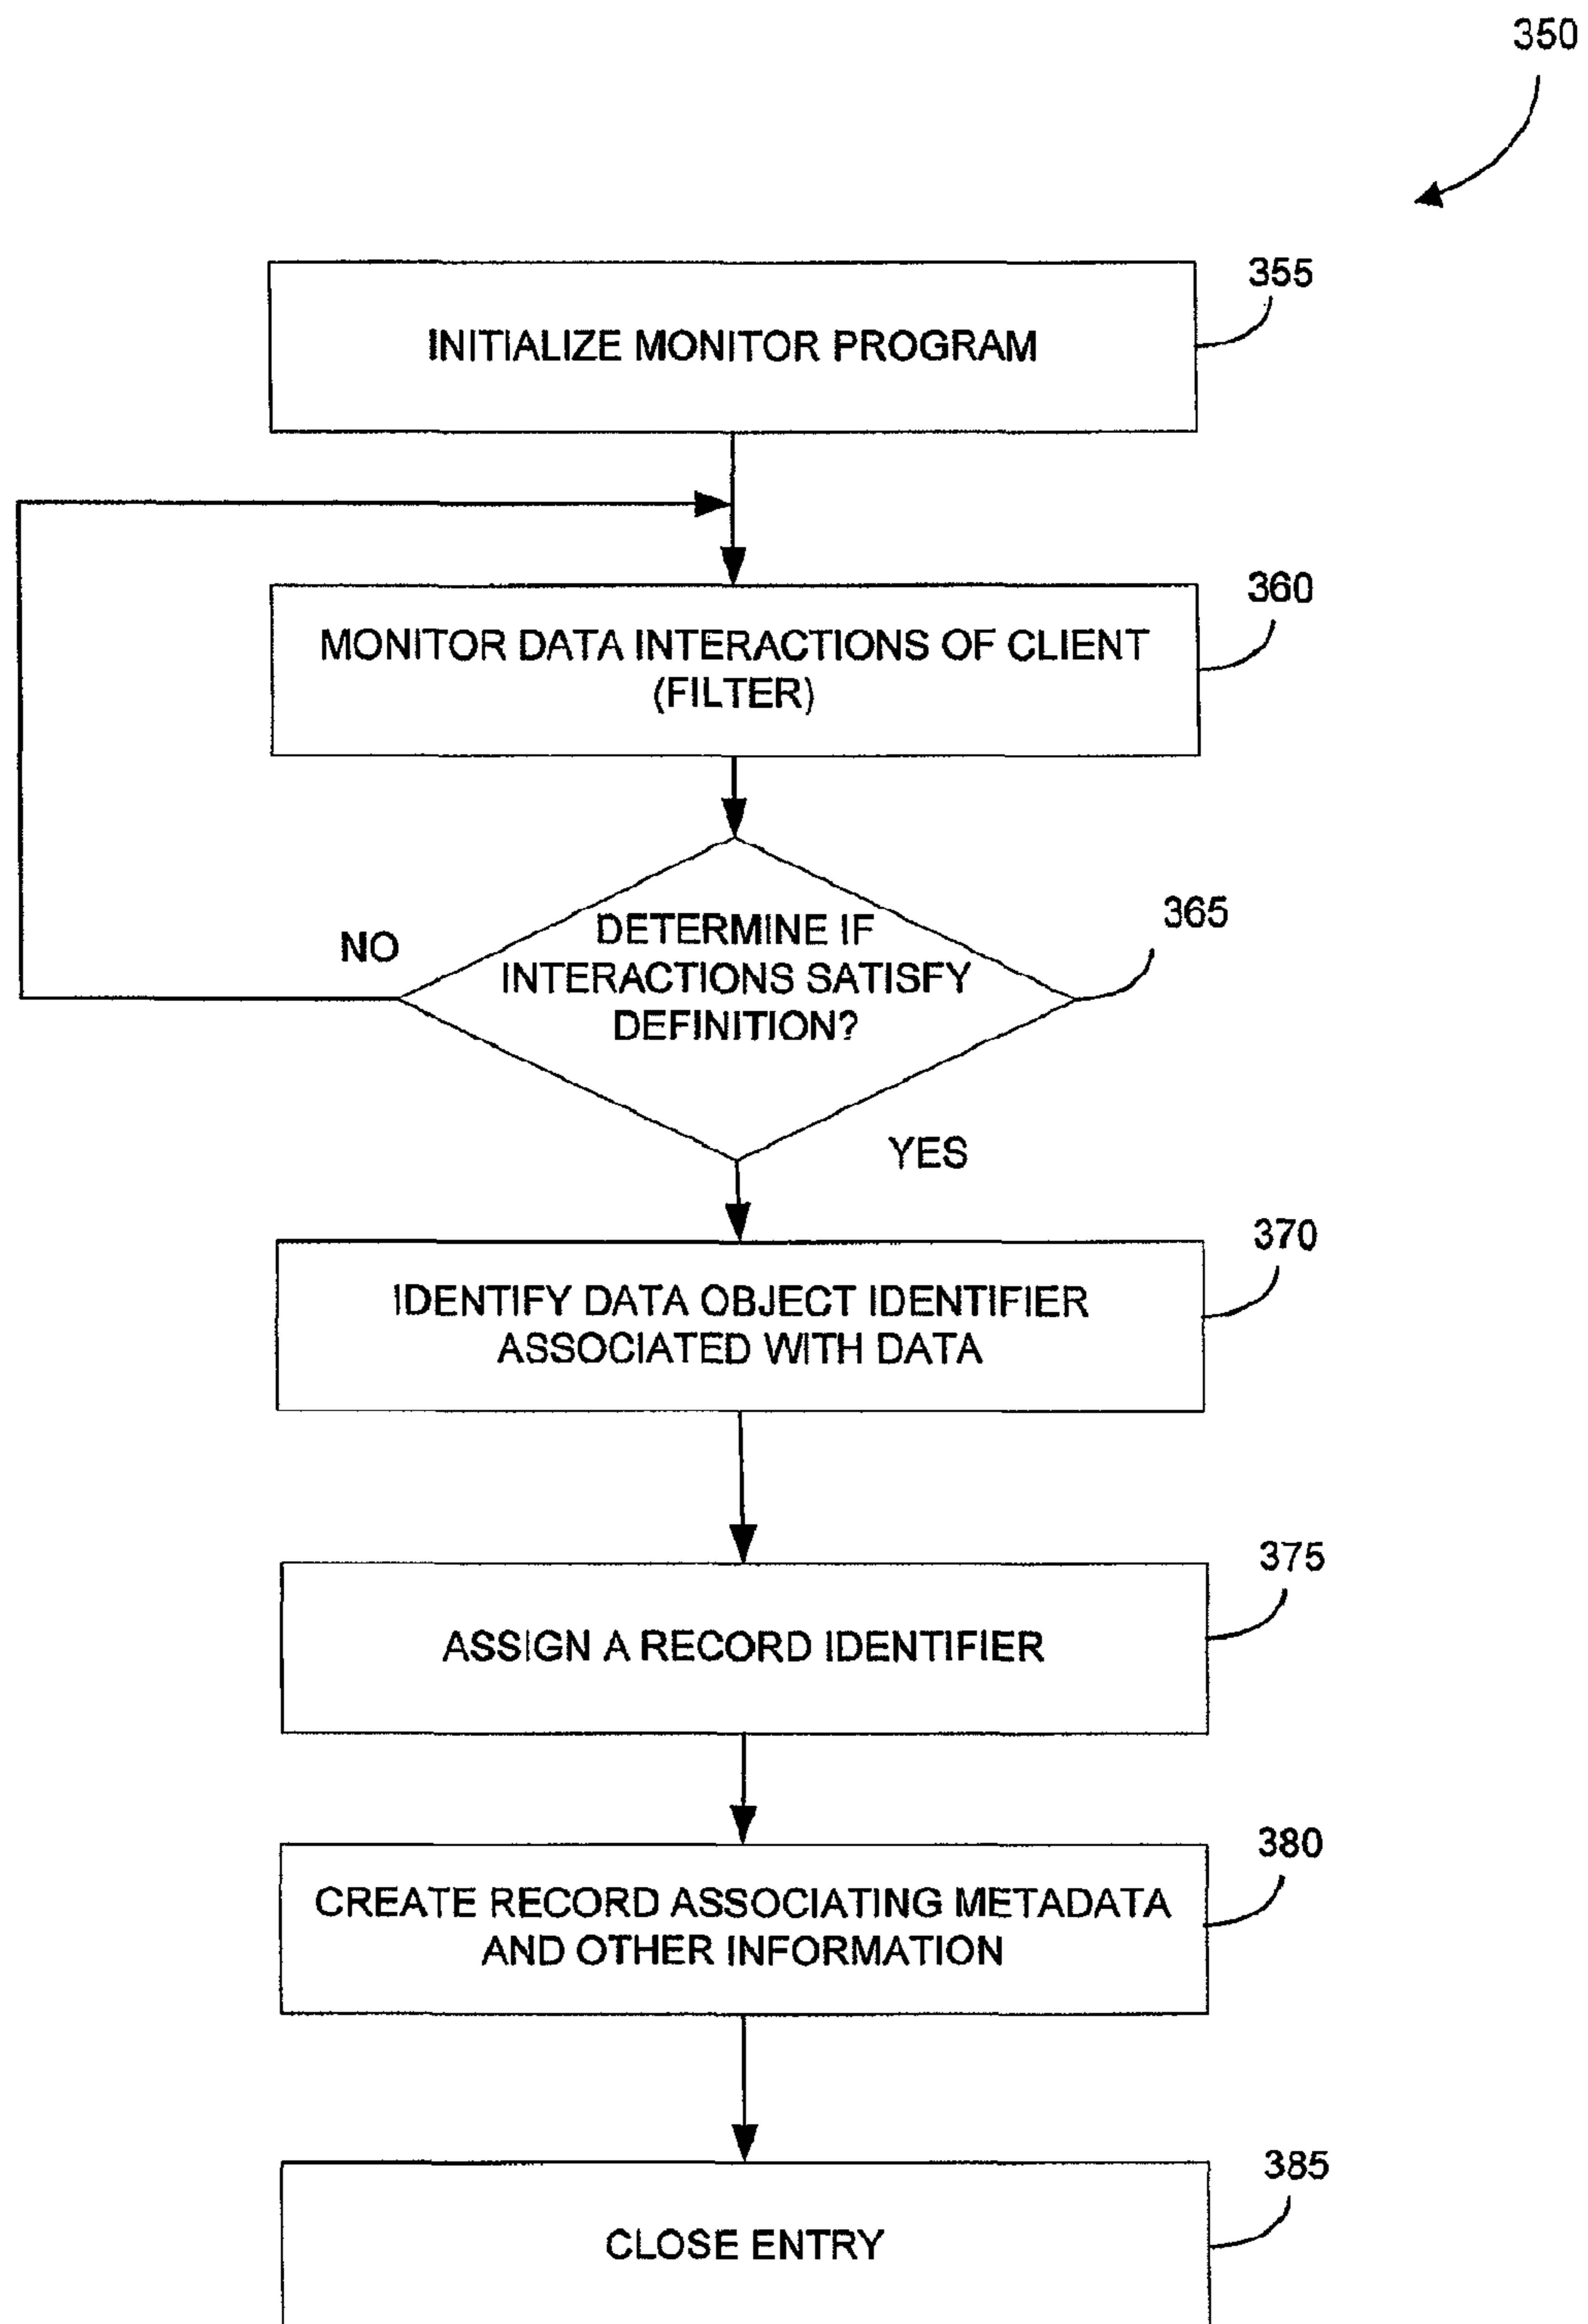 350
355
INITIALIZE MONITOR PROGRAM
360
MONITOR DATA INTERACTIONS OF CLIENT
(FILTER)
365
NO
DETERMINE IF
INTERACTIONS SATISFY
DEFINITION?
YES
370
IDENTIFY DATA OBJECT IDENTIFIER
ASSOCIATED WITH DATA
375
ASSIGN A RECORD IDENTIFIER
380
CREATE RECORD ASSOCIATING METADATA
AND OTHER INFORMATION
385
CLOSE ENTRY